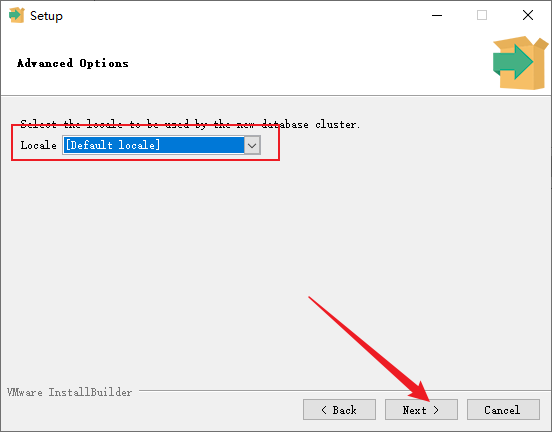 Setup
Advanced Options
Select the locale to be used by the new database cluster.
Locale [Default locale]
VMware InstallBuilder
< Back Next > Cancel